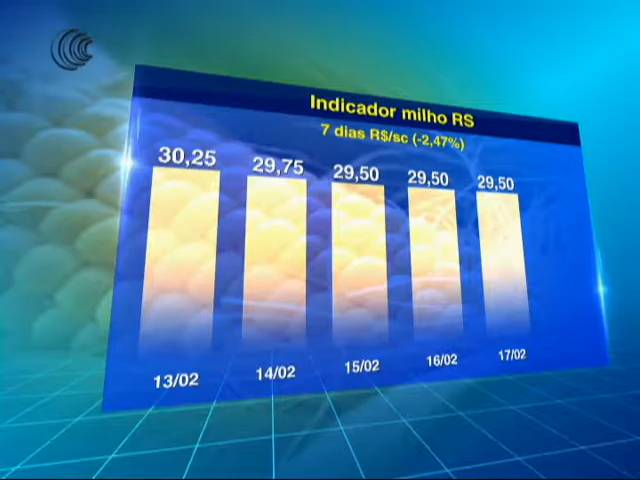 Indicador milho RS
7 dias R$/sc (-2,47%)
30,25 29,75 29,50 29,50 29,50
13/02 14/02 15/02 16/02 17/02